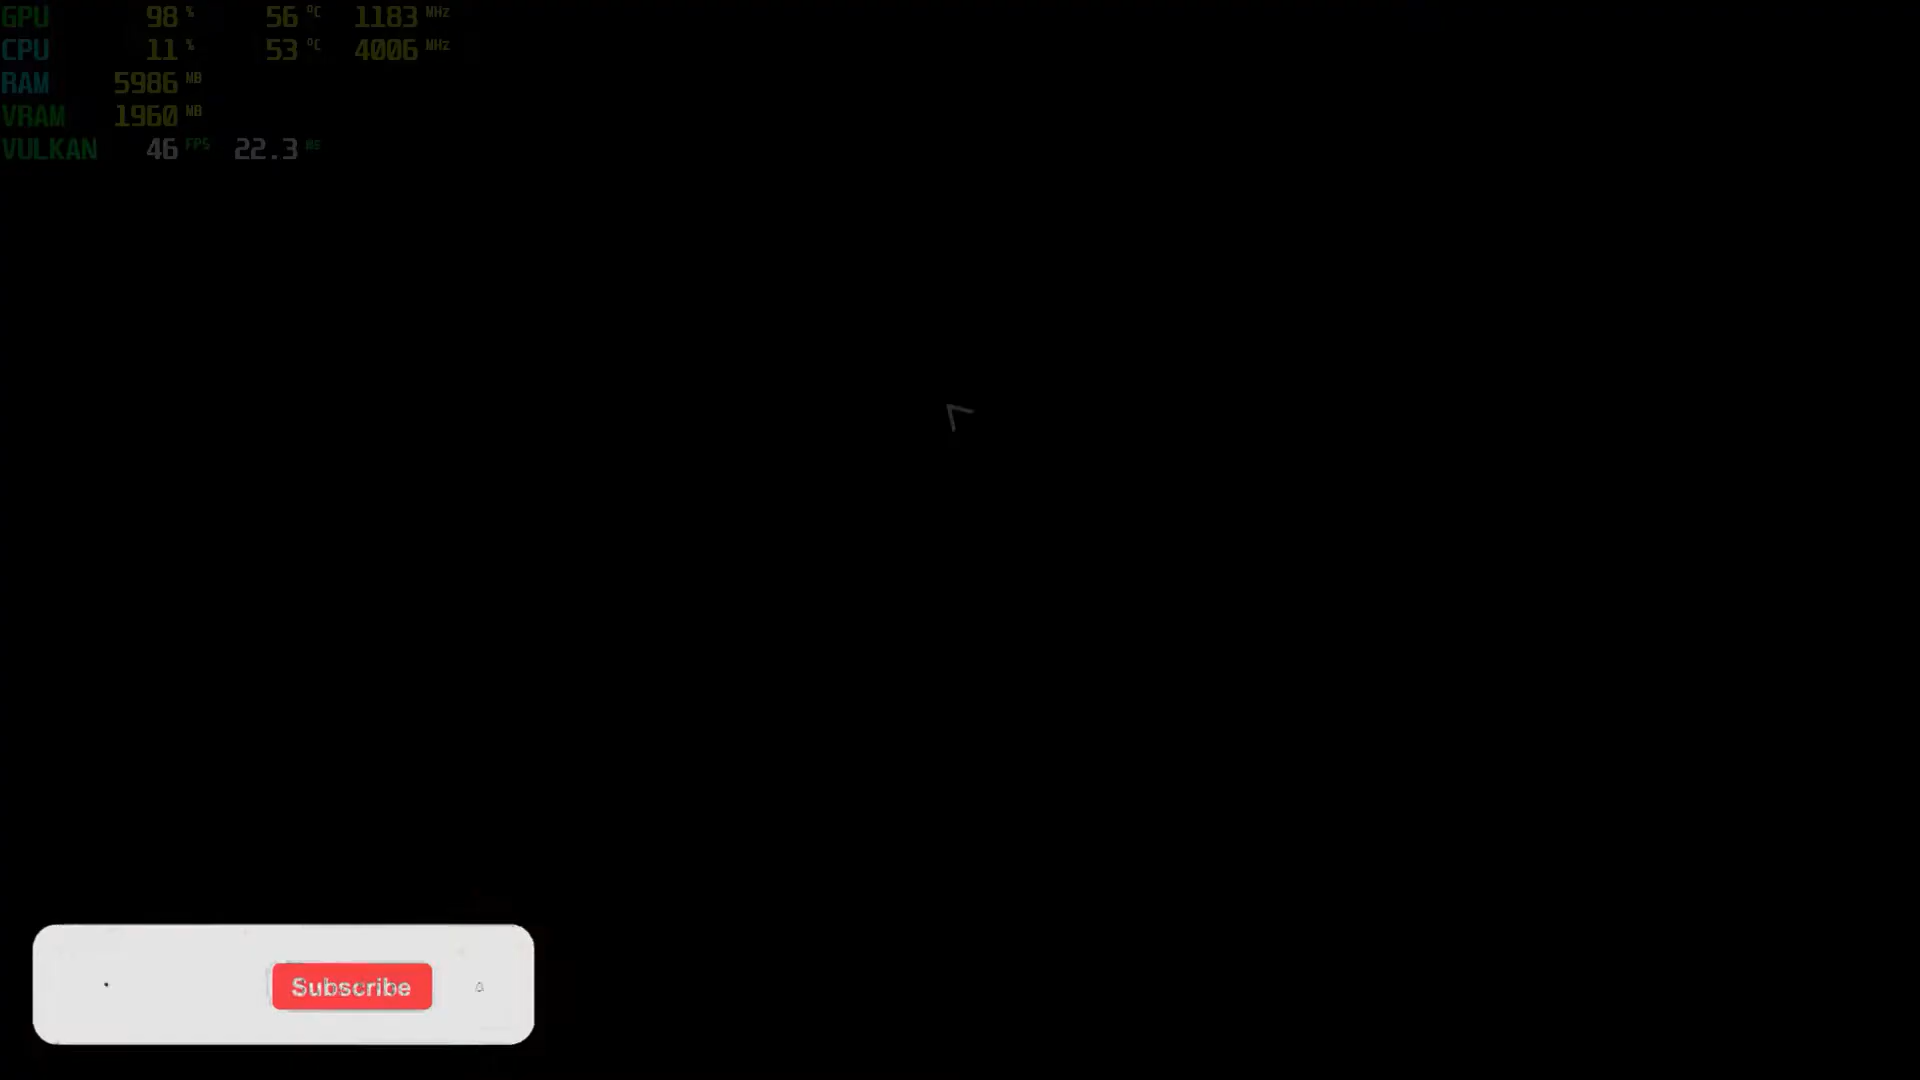 GPU 98 % 56 °C 1183 MHz
CPU 11 % 53 °C 4006 MHz
RAM 5986 MB
VRAM 1960 MB
VULKAN 46 FPS 22.3 ms
Subscribe